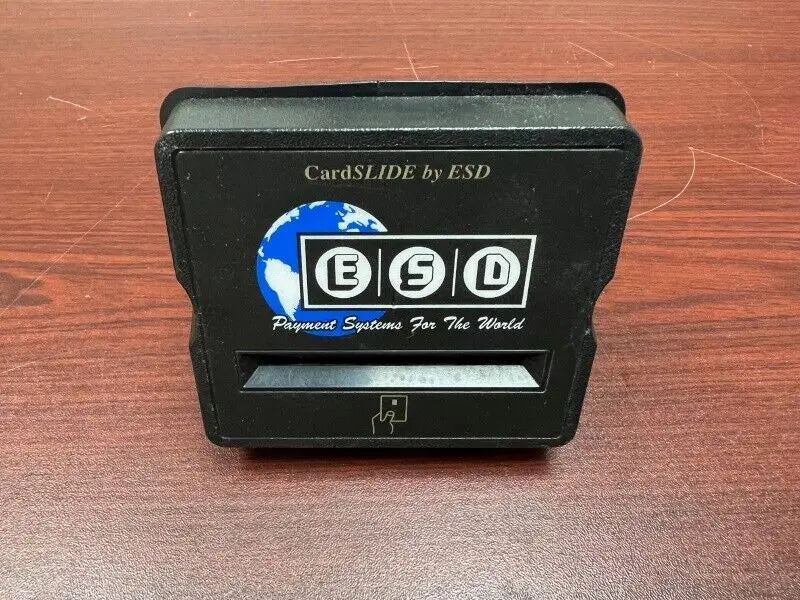 CardSLIDE by ESD
ESD
Payment Systems For The World